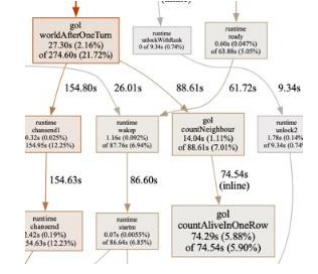 gol
worldAfterOneTurn
27.30s (2.16%)
of 274.60s (21.72%)
runtime
unlockWithRank
0 of 9.34s (0.74%)
runtime
ready
0.60s (0.047%)
of 63.88s (5.05%)
154.80s
26.01s
88.61s
61.72s
9.34s
runtime
chansend1
0.32s (0.025%)
154.95s (12.25%)
runtime
wakep
1.16s (0.092%)
of 87.76s (6.94%)
gol
countNeighbour
14.04s (1.11%)
of 88.61s (7.01%)
runtime
unlock2
1.78s (0.14%
of 9.34s (0.74%
154.63s
86.60s
74.54s
(inline)
runtime
chansend
2.42s (0.19%)
154.63s (12.23%)
runtime
startm
0.07s (0.0055%)
of 86.64s (6.85%)
gol
countAliveInOneRow
74.29s (5.88%)
of 74.54s (5.90%)